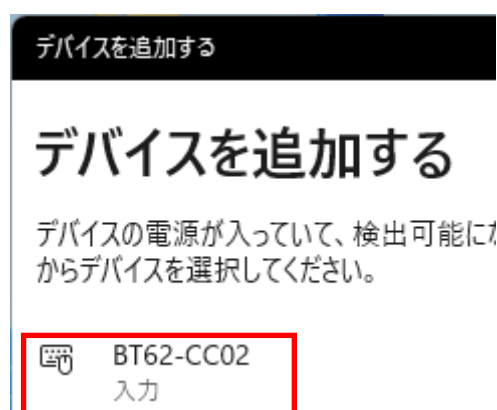 デバイスを追加する
デバイスを追加する
デバイスの電源が入っていて、検出可能に
からデバイスを選択してください。
BT62-CC02
入力